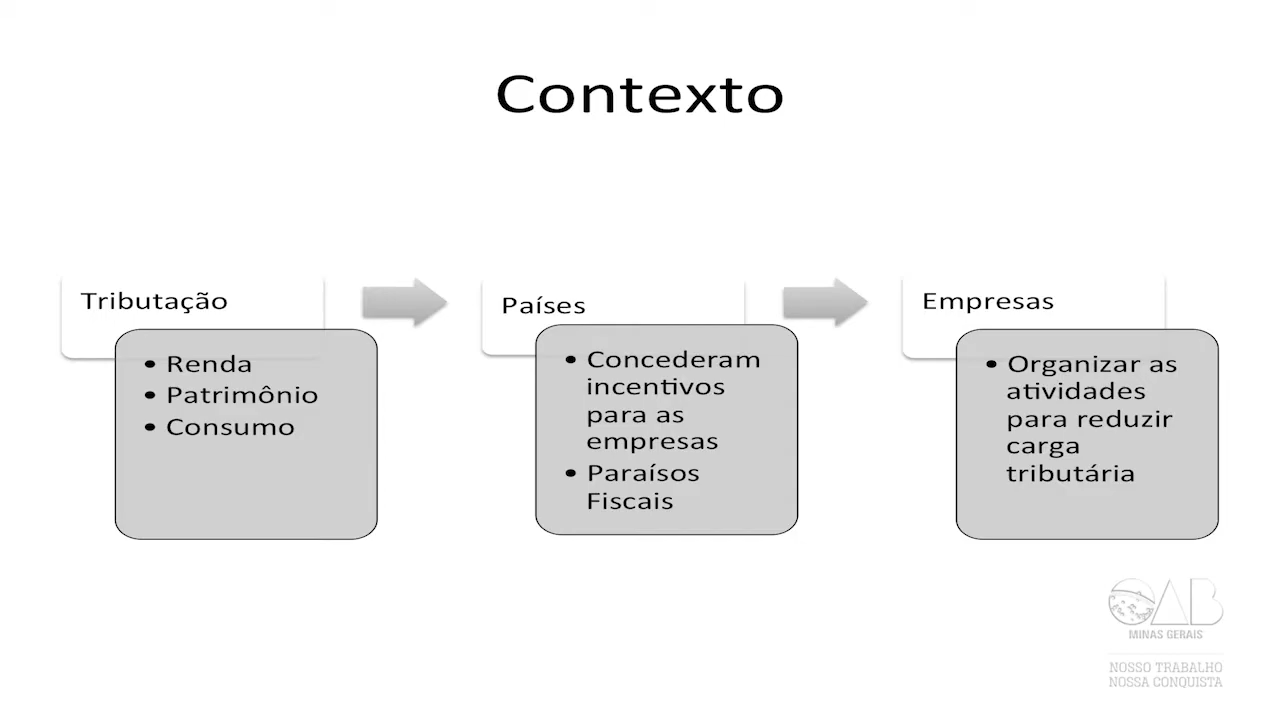 Contexto
Tributação
• Renda
• Patrimônio
• Consumo
Países
• Concederam
incentivos
para as
empresas
• Paraísos
Fiscais
Empresas
• Organizar as
atividades
para reduzir
carga
tributária
OAB
MINAS GERAIS
NOSSO TRABALHO
NOSSA CONQUISTA